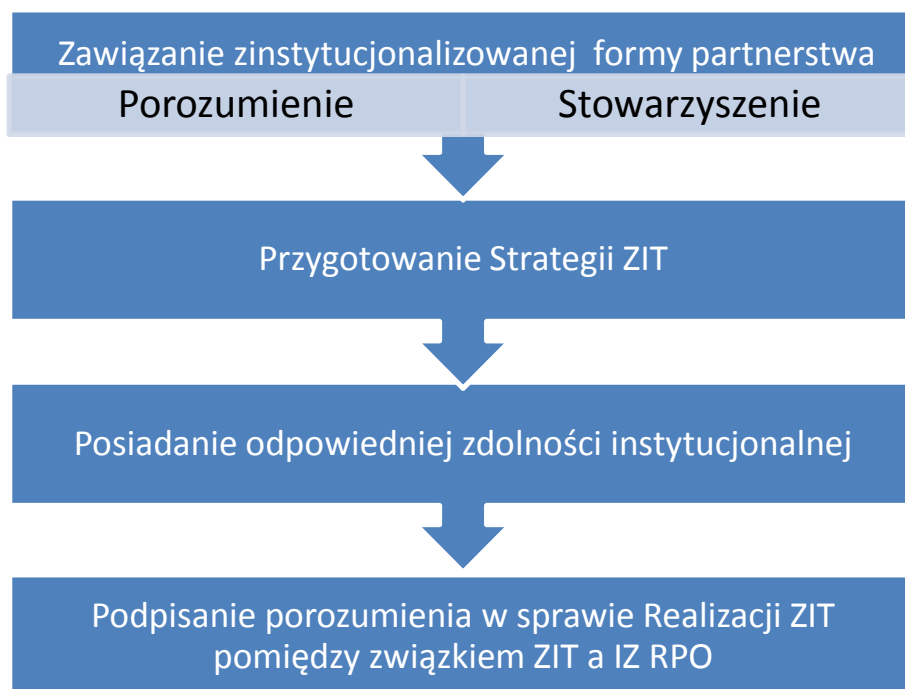 Zawiązanie zinstytucjonalizowanej formy partnerstwa
Porozumienie Stowarzyszenie
Przygotowanie Strategii ZIT
Posiadanie odpowiedniej zdolności instytucjonalnej
Podpisanie porozumienia w sprawie Realizacji ZIT
pomiędzy związkiem ZIT a IZ RPO